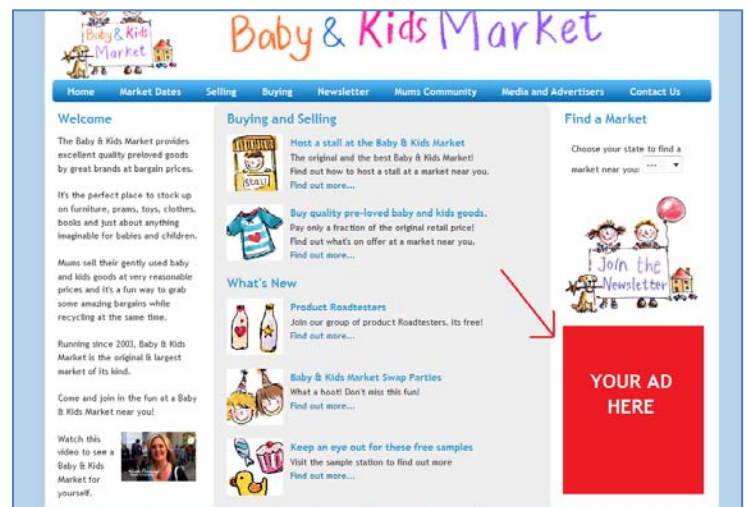 Baby & Kids
Market
Baby & Kids Market
Home Market Dates Selling Buying Newsletter Mums Community Media and Advertisers Contact Us
Welcome
The Baby & Kids Market provides
excellent quality preloved goods
by great brands at bargain prices.
It's the perfect place to stock up
on furniture, prams, toys, clothes,
books and just about anything
imaginable for babies and children.
Mums sell their gently used baby
and kids goods at very reasonable
prices and it's a fun way to grab
some amazing bargains while
recycling at the same time.
Running since 2003, Baby & Kids
Market is the original & largest
market of its kind.
Come and join in the fun at a Baby
& Kids Market near you!
Watch this
video to see a
Baby & Kids
Market for
yourself.
Buying and Selling
Stall
Host a stall at the Baby & Kids Market
The original and the best Baby & Kids Market!
Find out how to host a stall at a market near you.
Find out more...
Buy quality pre-loved baby and kids goods.
Pay only a fraction of the original retail price!
Find out what's on offer at a market near you.
Find out more...
What's New
Product Roadtesters
Join our group of product Roadtesters. Its free!
Find out more...
Baby & Kids Market Swap Parties
What a hoot! Don't miss this fun!
Find out more...
Keep an eye out for these free samples
Visit the sample station to find out more
Find out more...
Find a Market
Choose your state to find a
market near you: ---
Join the
Newsletter
YOUR AD
HERE